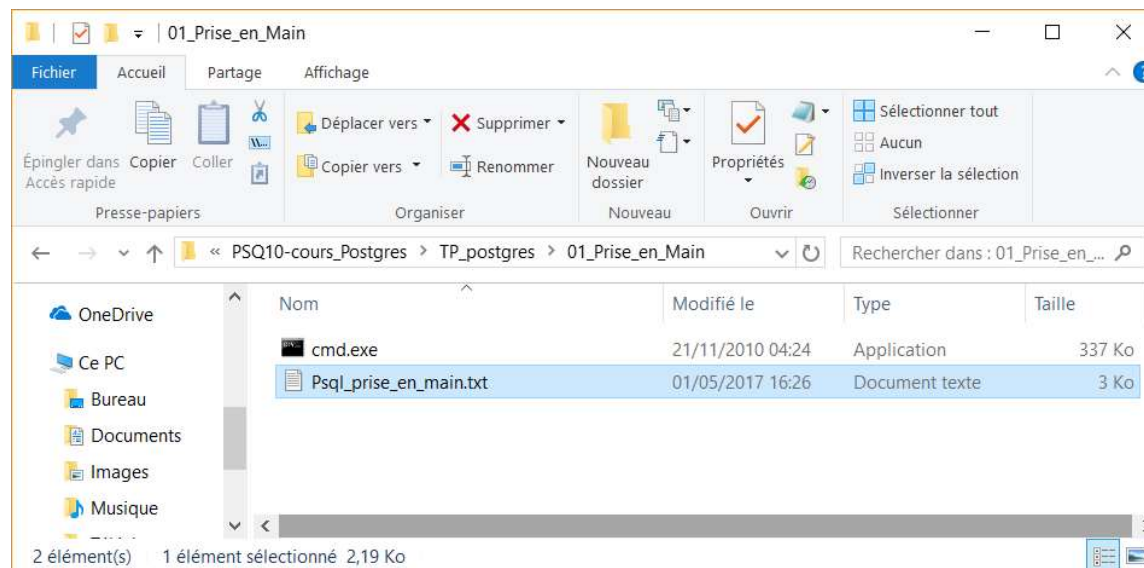 01_Prise_en_Main
Fichier Accueil Partage Affichage
Épingler dans Accès rapide
Copier
Coller
Presse-papiers
Déplacer vers
Copier vers
Supprimer
Renommer
Organiser
Nouveau dossier
Nouveau
Propriétés
Ouvrir
Sélectionner tout
Aucun
Inverser la sélection
Sélectionner
« PSQ10-cours_Postgres > TP_postgres > 01_Prise_en_Main
Rechercher dans : 01_Prise_en_...
OneDrive
Ce PC
Bureau
Documents
Images
Musique
Nom Modifié le Type Taille
cmd.exe 21/11/2010 04:24 Application 337 Ko
Psql_prise_en_main.txt 01/05/2017 16:26 Document texte 3 Ko
2 élément(s) 1 élément sélectionné 2,19 Ko